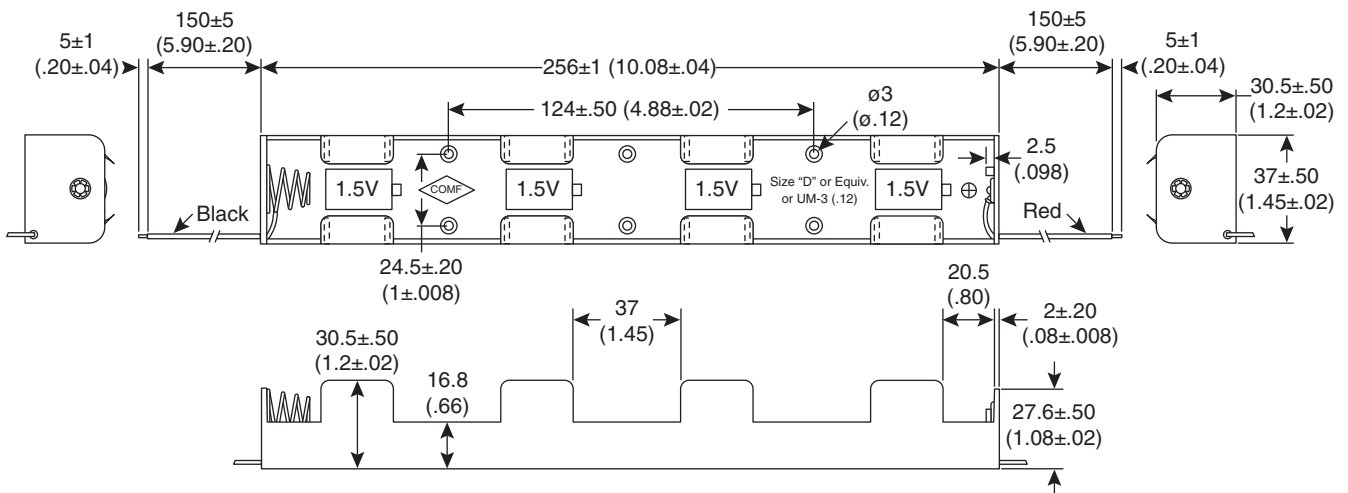 150±5
(5.90±.20)
150±5
(5.90±.20)
5±1
(.20±.04)
256±1 (10.08±.04)
5±1
(.20±.04)
124±.50 (4.88±.02)
ø3
(ø.12)
30.5±.50
(1.2±.02)
2.5
(.098)
1.5V
COMF
1.5V
1.5V
Size "D" or Equiv.
or UM-3 (.12)
1.5V
37±.50
(1.45±.02)
Black
Red
24.5±.20
(1±.008)
20.5
(.80)
37
(1.45)
2±.20
(.08±.008)
30.5±.50
(1.2±.02)
16.8
(.66)
27.6±.50
(1.08±.02)